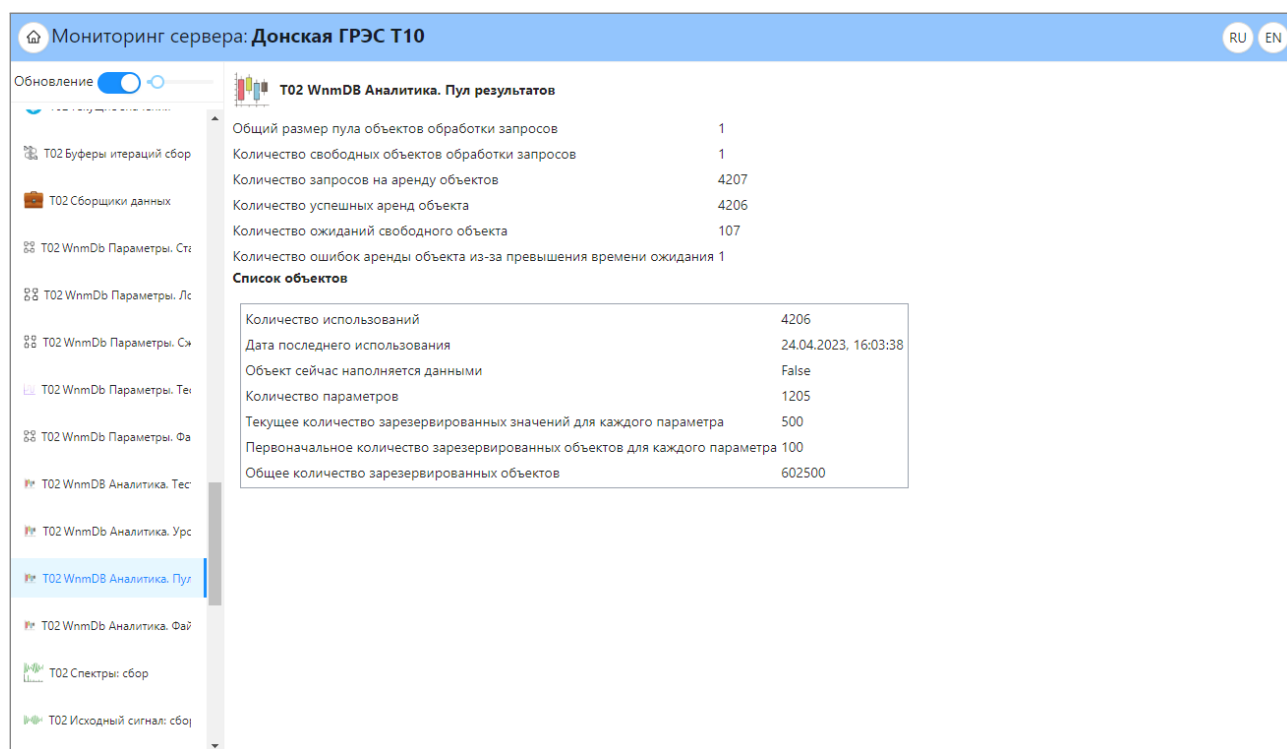 Мониторинг сервера: Донская ГРЭС Т10
RU EN
Обновление
T02 WnmDB Аналитика. Пул результатов
Общий размер пула объектов обработки запросов 1
Количество свободных объектов обработки запросов 1
Количество запросов на аренду объектов 4207
Количество успешных аренд объекта 4206
Количество ожиданий свободного объекта 107
Количество ошибок аренды объекта из-за превышения времени ожидания 1
Список объектов
Количество использований 4206
Дата последнего использования 24.04.2023, 16:03:38
Объект сейчас наполняется данными False
Количество параметров 1205
Текущее количество зарезервированных значений для каждого параметра 500
Первоначальное количество зарезервированных объектов для каждого параметра 100
Общее количество зарезервированных объектов 602500
T02 Буферы итераций сбор
T02 Сборщики данных
T02 WnmDb Параметры. Ста
T02 WnmDb Параметры. Ло
T02 WnmDb Параметры. Сж
T02 WnmDb Параметры. Тес
T02 WnmDb Параметры. Фа
T02 WnmDB Аналитика. Тес
T02 WnmDb Аналитика. Уро
T02 WnmDB Аналитика. Пул
T02 WnmDb Аналитика. Фай
T02 Спектры: сбор
T02 Исходный сигнал: сбор